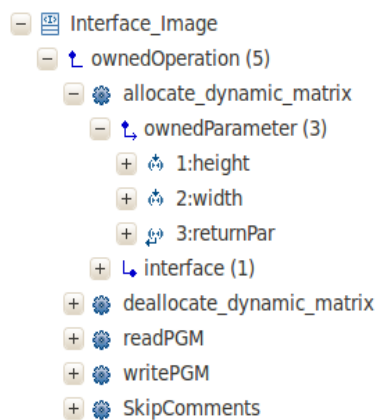 Interface_Image
ownedOperation (5)
allocate_dynamic_matrix
ownedParameter (3)
1:height
2:width
3:returnPar
interface (1)
deallocate_dynamic_matrix
readPGM
writePGM
SkipComments